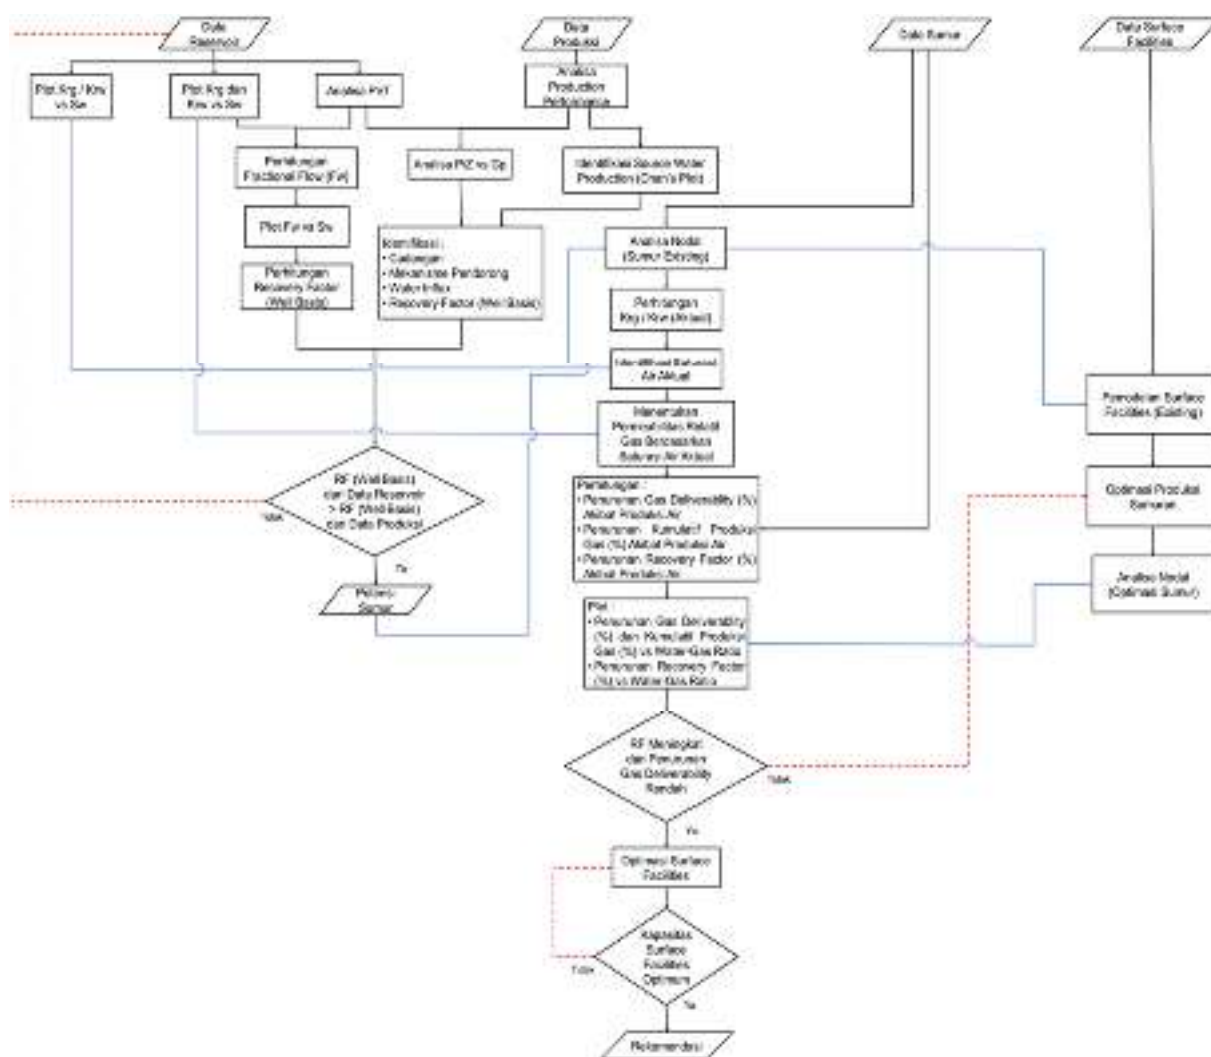 Data
Reservoir
Data
Produksi
Data Sumur
Data Surface
Facilities
Plot Krg / Krw
vs Sw
Plot Krg dan
Krw vs Sw
Analisa PVT
Analisa
Production
Performance
Perhitungan
Fractional Flow (Fw)
Analisa P/Z vs Gp
Identifikasi Source Water
Production (Chan's Plot)
Plot Fw vs Sw
Perhitungan
Recovery Factor
(Well Basis)
Identifikasi :
• Cadangan
• Mekanisme Pendorong
• Water Influx
• Recovery Factor (Well Basis)
Analisa Nodal
(Sumur Existing)
Perhitungan
Krg / Krw (Aktual)
Identifikasi Saturasi
Air Aktual
Menentukan
Permeabilitas Relatif
Gas Berdasarkan
Saturasi Air Aktual
Pemodelan Surface
Facilities (Existing)
RF (Well Basis)
dari Data Reservoir
> RF (Well Basis)
dari Data Produksi
Tidak
Ya
Potensi
Sumur
Perhitungan :
• Penurunan Gas Deliverability (%)
Akibat Produksi Air
• Penurunan Kumulatif Produksi
Gas (%) Akibat Produksi Air
• Penurunan Recovery Factor (%)
Akibat Produksi Air
Optimasi Produksi
Sumuran
Analisa Nodal
(Optimasi Sumur)
Plot
• Penurunan Gas Deliverability
(%) dan Kumulatif Produksi
Gas (%) vs Water-Gas Ratio
• Penurunan Recovery Factor
(%) vs Water-Gas Ratio
RF Meningkat
dan Penurunan
Gas Deliverability
Rendah
Tidak
Ya
Optimasi Surface
Facilities
Kapasitas
Surface
Facilities
Optimum
Tidak
Ya
Rekomendasi